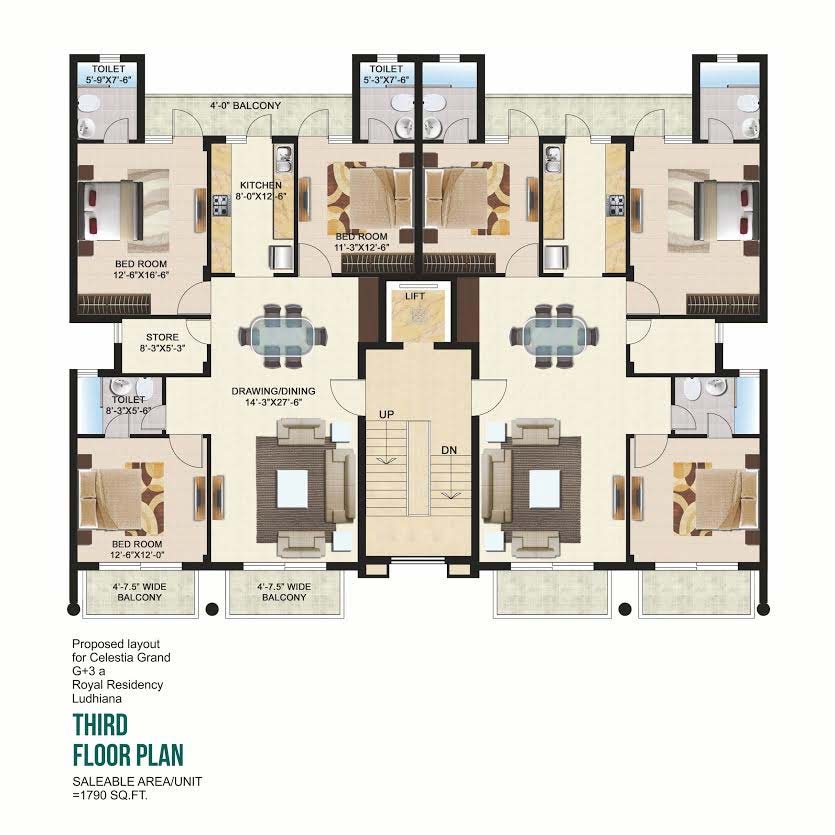 TOILET
5'-9"X7'-6"
TOILET
5'-3"X7'-6"
4'-0" BALCONY
KITCHEN
8'-0"X12'-6"
BED ROOM
11'-3"X12'-6"
BED ROOM
12'-6"X16'-6"
LIFT
STORE
8'-3"X5'-3"
TOILET
8'-3"X5'-6"
DRAWING/DINING
14'-3"X27'-6"
UP
DN
BED ROOM
12'-6"X12'-0"
4'-7.5" WIDE
BALCONY
4'-7.5" WIDE
BALCONY
Proposed layout
for Celestia Grand
G+3 a
Royal Residency
Ludhiana
THIRD
FLOOR PLAN
SALEABLE AREA/UNIT
=1790 SQ.FT.